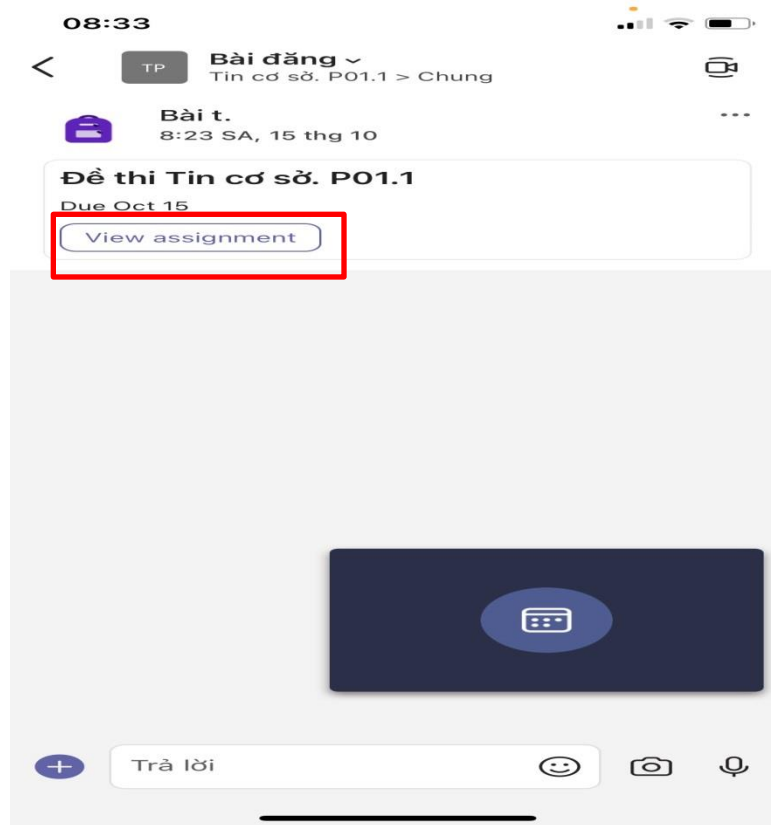 08:33
TP
Bài đăng
Tin cơ sở. P01.1 > Chung
Bài t.
8:23 SA, 15 thg 10
Đề thi Tin cơ sở. P01.1
Due Oct 15
View assignment
Trả lời